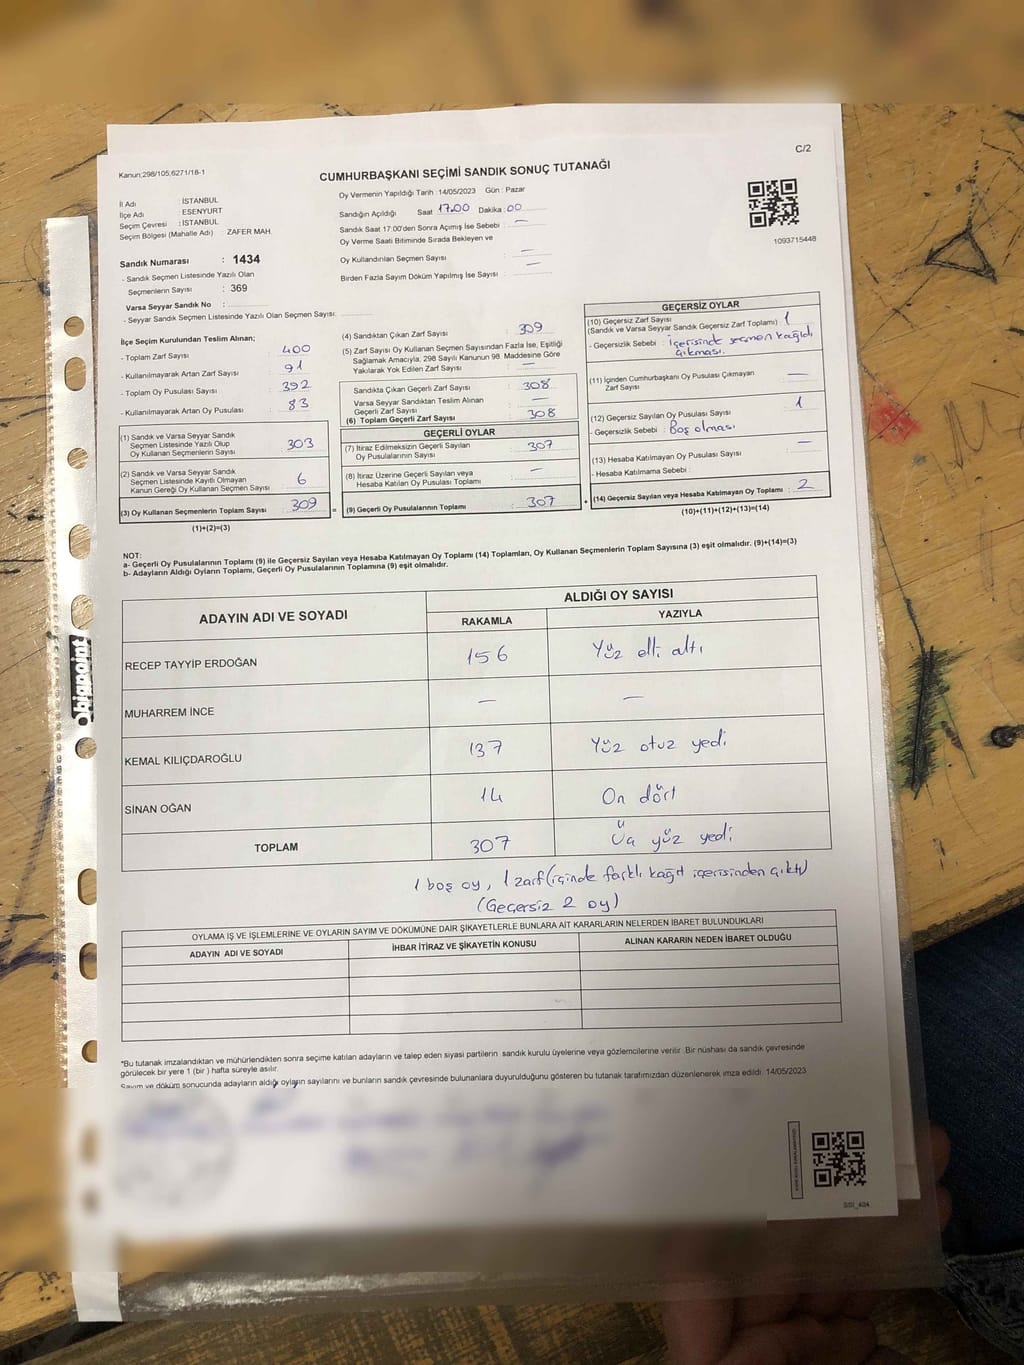 C/2
Kanun;298/105,6271/18-1
CUMHURBAŞKANI SEÇİMİ SANDIK SONUÇ TUTANAĞI
Oy Vermenin Yapıldığı Tarih :14/05/2023 Gün : Pazar
İl Adı : İSTANBUL
İlçe Adı : ESENYURT
Seçim Çevresi : İSTANBUL
Seçim Bölgesi (Mahalle Adı) ZAFER MAH.
Sandığın Açıldığı Saat 17.00 Dakika :00
Sandık Saat 17:00'den Sonra Açımış İse Sebebi : —
Oy Verme Saati Bitiminde Sırada Bekleyen ve
Oy Kullandırılan Seçmen Sayısı : —
Birden Fazla Sayım Döküm Yapılmış İse Sayısı : —
1093715448
Sandık Numarası : 1434
- Sandık Seçmen Listesinde Yazılı Olan
Seçmenlerin Sayısı : 369
Varsa Seyyar Sandık No :
- Seyyar Sandık Seçmen Listesinde Yazılı Olan Seçmen Sayısı:
İlçe Seçim Kurulundan Teslim Alınan;
- Toplam Zarf Sayısı : 400
- Kullanılmayarak Artan Zarf Sayısı : 91
- Toplam Oy Pusulası Sayısı : 392
- Kullanılmayarak Artan Oy Pusulası : 83
(1) Sandık ve Varsa Seyyar Sandık
Seçmen Listesinde Yazılı Olup
Oy Kullanan Seçmenlerin Sayısı : 303
(2) Sandık ve Varsa Seyyar Sandık
Seçmen Listesinde Kayıtlı Olmayan
Kanun Gereği Oy Kullanan Seçmen Sayısı : 6
(3) Oy Kullanan Seçmenlerin Toplam Sayısı : 309 =
(1)+(2)=(3)
(4) Sandıktan Çıkan Zarf Sayısı : 309
(5) Zarf Sayısı Oy Kullanan Seçmen Sayısından Fazla İse, Eşitliği
Sağlamak Amacıyla; 298 Sayılı Kanunun 98. Maddesine Göre
Yakılarak Yok Edilen Zarf Sayısı : —
Sandıkta Çıkan Geçerli Zarf Sayısı : 308
Varsa Seyyar Sandıktan Teslim Alınan
Geçerli Zarf Sayısı : —
(6) Toplam Geçerli Zarf Sayısı : 308
GEÇERLİ OYLAR
(7) İtiraz Edilmeksizin Geçerli Sayılan
Oy Pusulalarının Sayısı : 307
(8) İtiraz Üzerine Geçerli Sayılan veya
Hesaba Katılan Oy Pusulası Toplamı : —
(9) Geçerli Oy Pusulalarının Toplamı : 307 +
GEÇERSİZ OYLAR
(10) Geçersiz Zarf Sayısı
(Sandık ve Varsa Seyyar Sandık Geçersiz Zarf Toplamı) : 1
- Geçersizlik Sebebi : içerisinde seçmen kağıdı
çıkması.
(11) İçinden Cumhurbaşkanı Oy Pusulası Çıkmayan
Zarf Sayısı : —
(12) Geçersiz Sayılan Oy Pusulası Sayısı : 1
- Geçersizlik Sebebi : Boş olması
(13) Hesaba Katılmayan Oy Pusulası Sayısı : —
- Hesaba Katılmama Sebebi :
(14) Geçersiz Sayılan veya Hesaba Katılmayan Oy Toplamı : 2
(10)+(11)+(12)+(13)=(14)
NOT:
a- Geçerli Oy Pusulalarının Toplamı (9) ile Geçersiz Sayılan veya Hesaba Katılmayan Oy Toplamı (14) Toplamları, Oy Kullanan Seçmenlerin Toplam Sayısına (3) eşit olmalıdır. (9)+(14)=(3)
b- Adayların Aldığı Oyların Toplamı, Geçerli Oy Pusulalarının Toplamına (9) eşit olmalıdır.
ADAYIN ADI VE SOYADI
ALDIĞI OY SAYISI
RAKAMLA YAZIYLA
RECEP TAYYİP ERDOĞAN 156 Yüz elli altı
MUHARREM İNCE — —
KEMAL KILIÇDAROĞLU 137 Yüz otuz yedi
SİNAN OĞAN 14 On dört
TOPLAM 307 Üç yüz yedi
1 boş oy, 1 zarf (içinde farklı kağıt içerisinden çıktı)
(Geçersiz 2 oy)
OYLAMA İŞ VE İŞLEMLERİNE VE OYLARIN SAYIM VE DÖKÜMÜNE DAİR ŞİKAYETLERLE BUNLARA AİT KARARLARIN NELERDEN İBARET BULUNDUKLARI
ADAYIN ADI VE SOYADI İHBAR İTİRAZ VE ŞİKAYETİN KONUSU ALINAN KARARIN NEDEN İBARET OLDUĞU
*Bu tutanak imzalandıktan ve mühürlendikten sonra seçime katılan adayların ve talep eden siyasi partilerin sandık kurulu üyelerine veya gözlemcilerine verilir. Bir nüshası da sandık çevresinde
görülecek bir yere 1 (bir) hafta süreyle asılır.
Sayım ve döküm sonucunda adayların aldığı oyların sayılarını ve bunların sandık çevresinde bulunanlara duyurulduğunu gösteren bu tutanak tarafımızdan düzenlenerek imza edildi. 14/05/2023
bigpoint